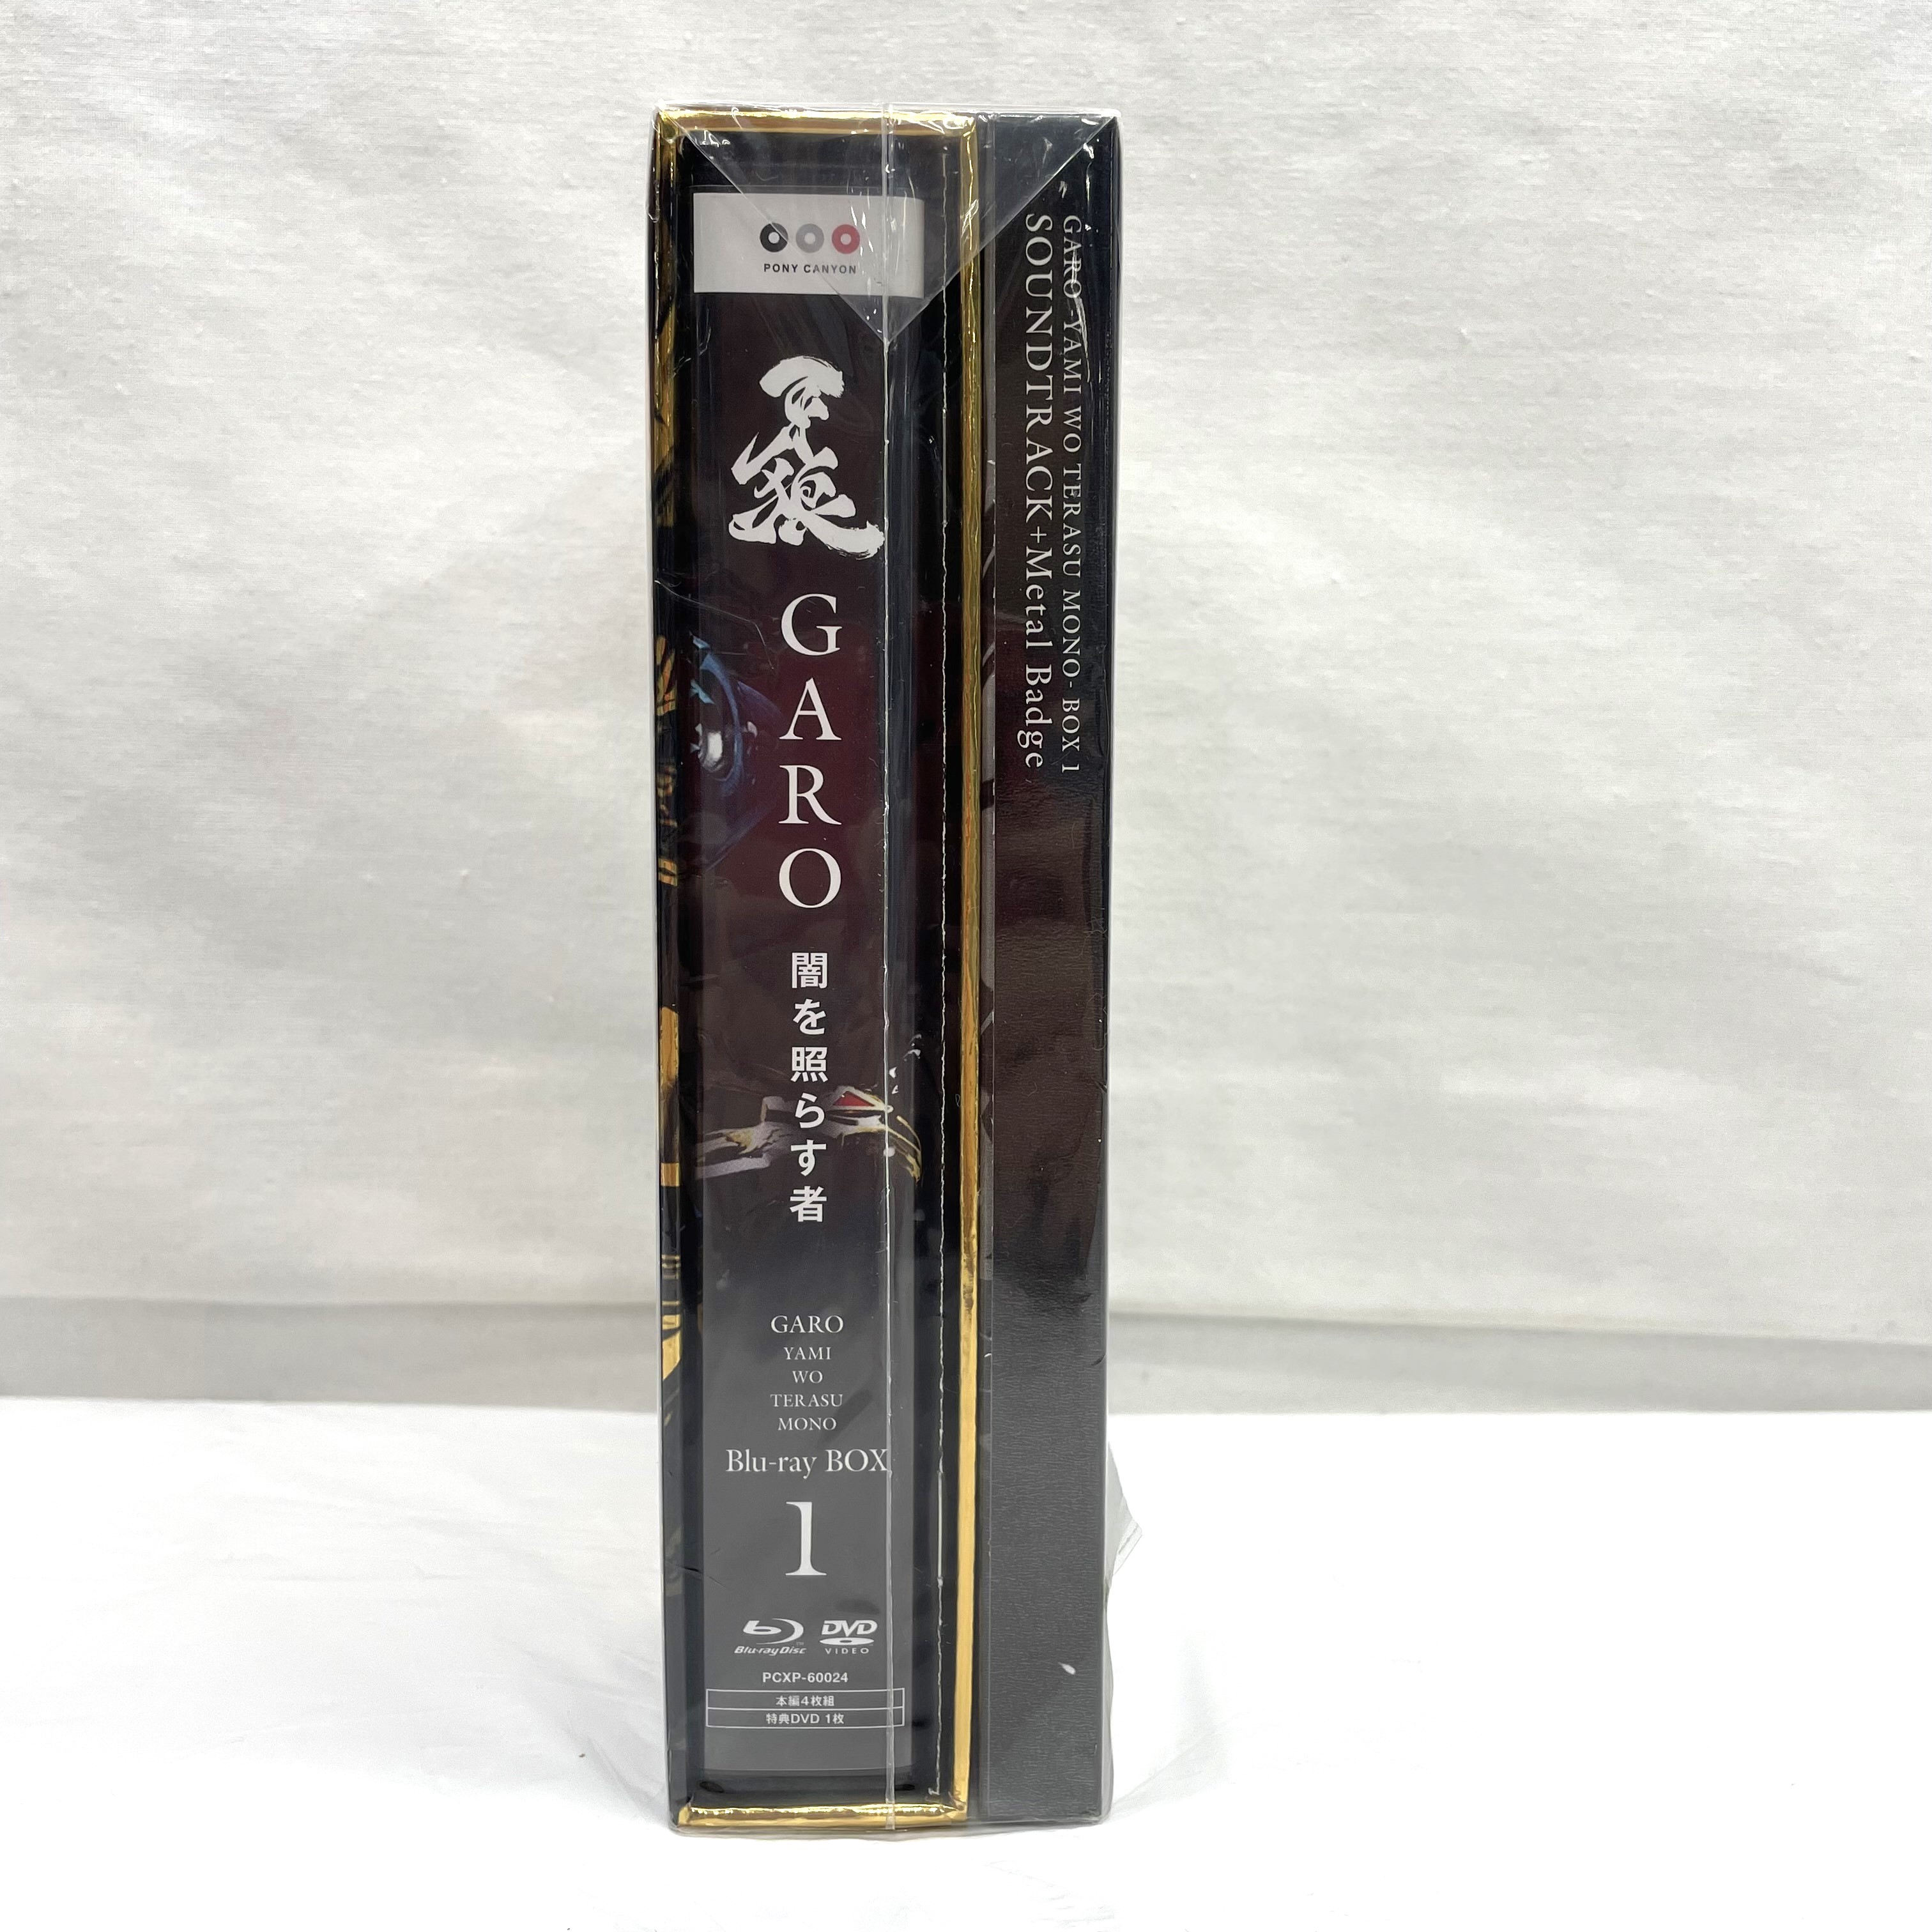 PONY CANYON
牙狼
GARO
闇を照らす者
GARO
YAMI
WO
TERASU
MONO
Blu-ray BOX
1
Blu-ray Disc
DVD
VIDEO
PCXP-60024
本編4枚組
特典DVD 1枚
GARO-YAMI WO TERASU MONO- BOX 1
SOUNDTRACK+Metal Badge